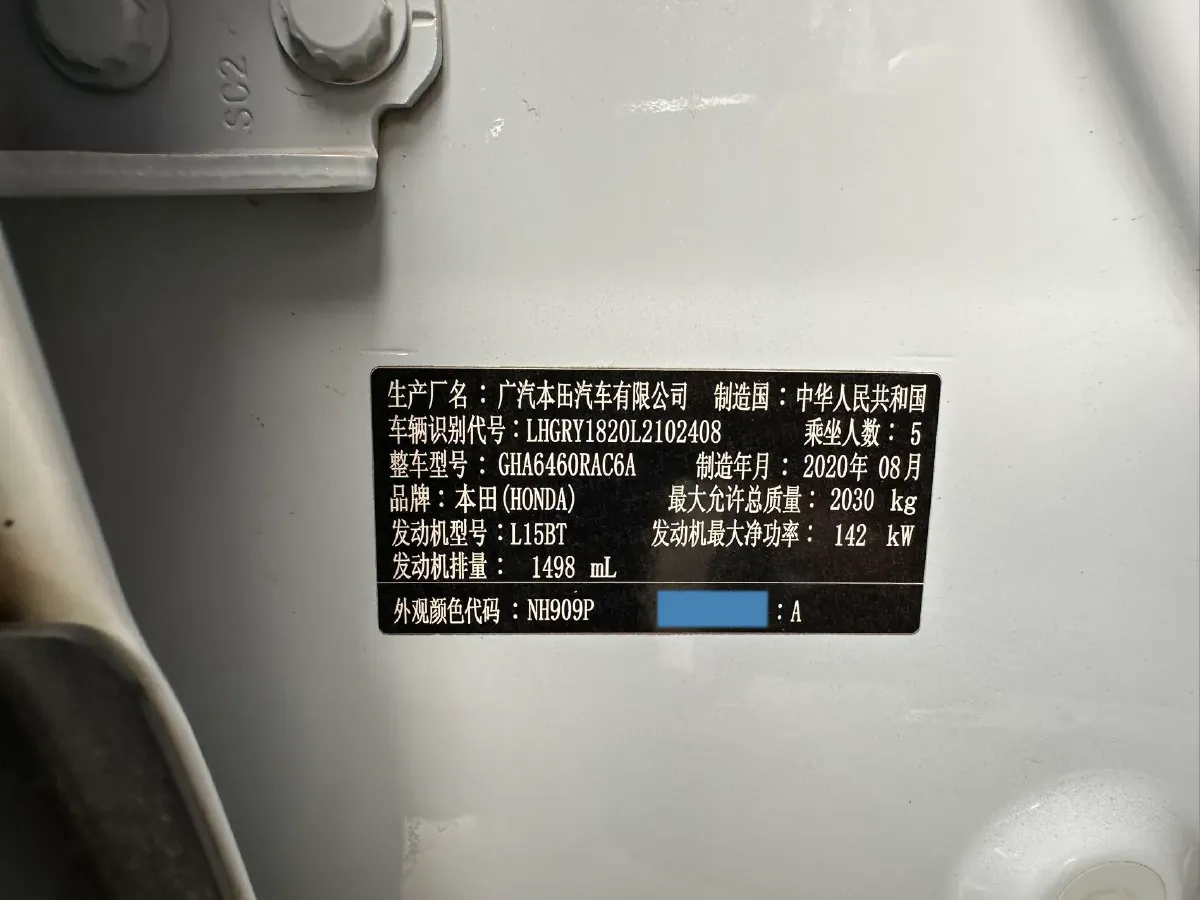 SC2
生产厂名：广汽本田汽车有限公司 制造国：中华人民共和国
车辆识别代号：LHGRY1820L2102408 乘坐人数：5
整车型号：GHA6460RAC6A 制造年月：2020年 08月
品牌：本田(HONDA) 最大允许总质量：2030 kg
发动机型号：L15BT 发动机最大净功率：142 kW
发动机排量：1498 mL
外观颜色代码：NH909P ：A